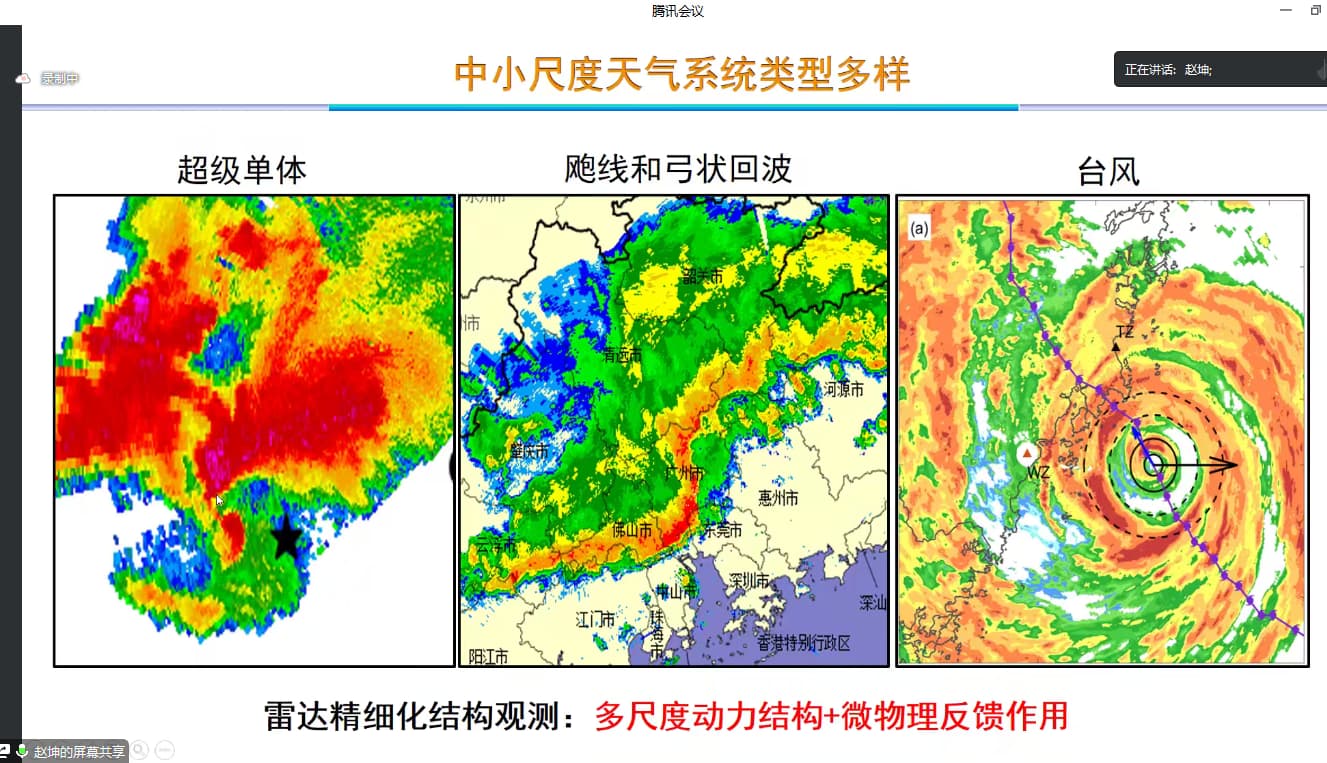 腾讯会议
录制中
中小尺度天气系统类型多样
正在讲话: 赵坤;
超级单体
飑线和弓状回波
台风
(a)
韶关市
州市
TZ
清远市
河源市
肇庆市
广州市
WZ
惠州市
佛山市
东莞市
云浮市
深圳市
中山市
深汕
江门市
珠海市
香港特别行政区
阳江市
雷达精细化结构观测：多尺度动力结构+微物理反馈作用
赵坤的屏幕共享